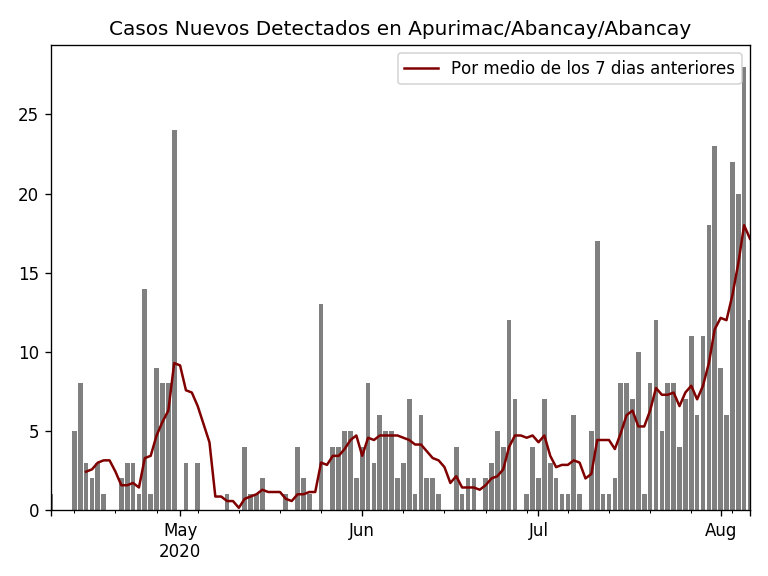 Casos Nuevos Detectados en Apurimac/Abancay/Abancay
Por medio de los 7 dias anteriores
25
20
15
10
5
0
May
2020
Jun
Jul
Aug